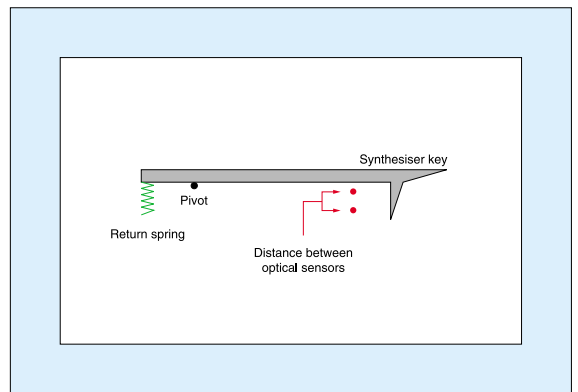 Synthesiser key
Pivot
Return spring
Distance between
optical sensors